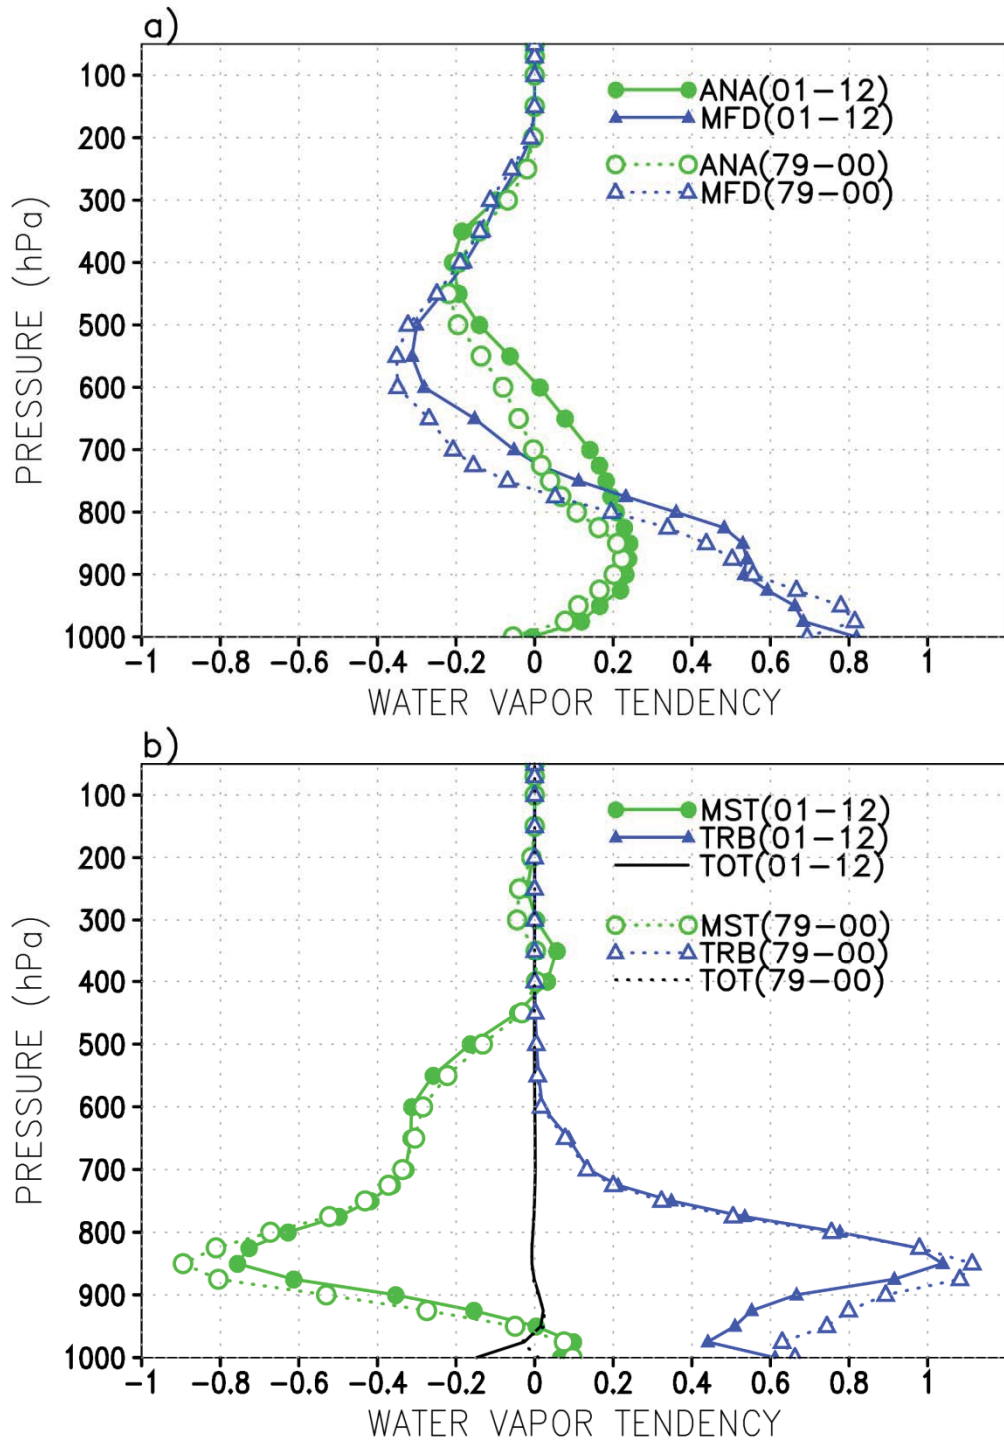 a)
100
200
300
400
500
600
700
800
900
1000
PRESSURE (hPa)
ANA(01-12)
MFD(01-12)
ANA(79-00)
MFD(79-00)
-1 -0.8 -0.6 -0.4 -0.2 0 0.2 0.4 0.6 0.8 1
WATER VAPOR TENDENCY
b)
100
200
300
400
500
600
700
800
900
1000
PRESSURE (hPa)
MST(01-12)
TRB(01-12)
TOT(01-12)
MST(79-00)
TRB(79-00)
TOT(79-00)
-1 -0.8 -0.6 -0.4 -0.2 0 0.2 0.4 0.6 0.8 1
WATER VAPOR TENDENCY